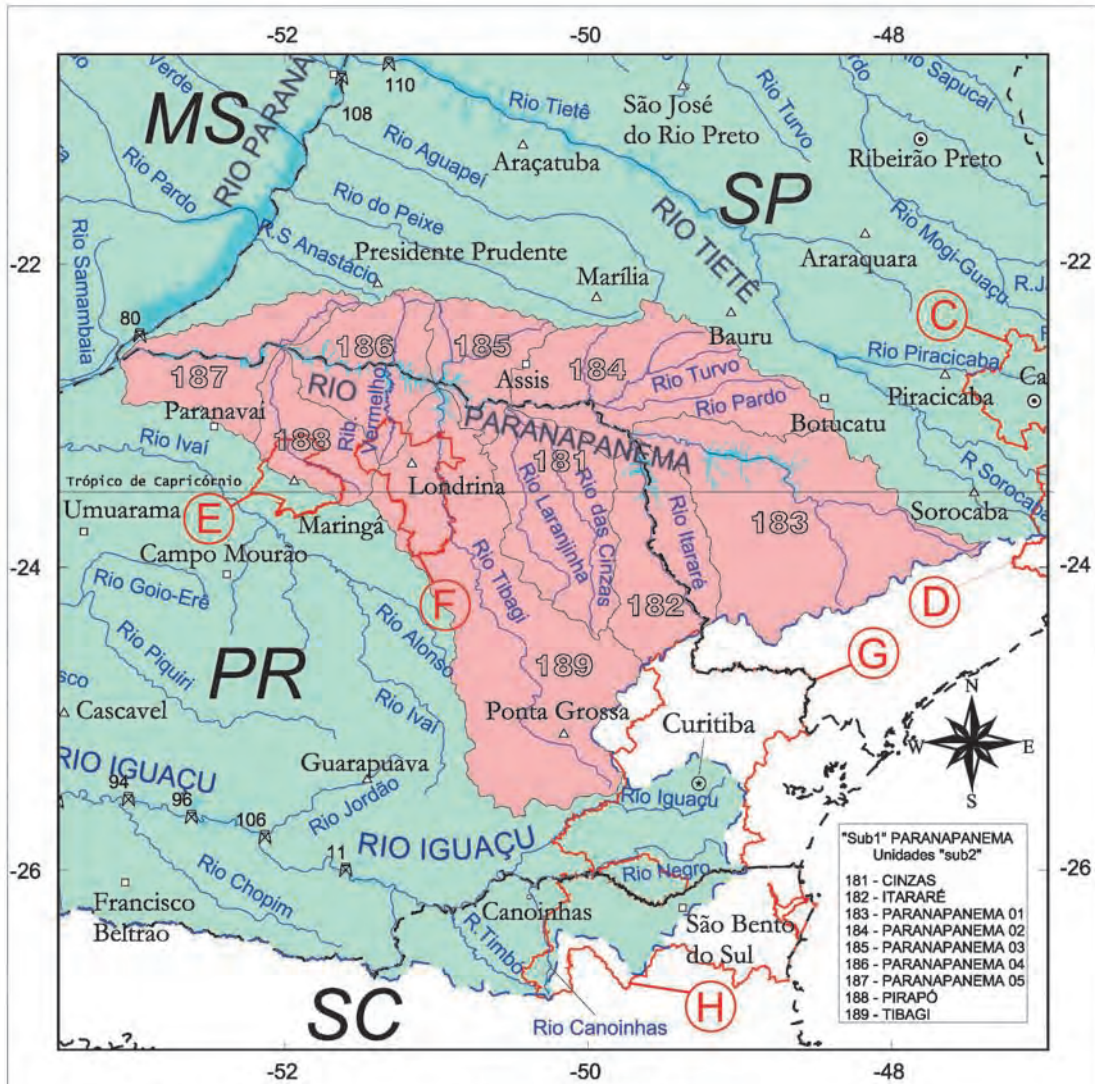 -52
-50
-48
MS
RIO PARANÁ
Verde
108
110
Rio Tietê
São José
do Rio Preto
Rio Turvo
Pardo
Rio Sapucaí
Ribeirão Preto
Rio Aguapeí
Araçatuba
SP
Rio Pardo
Rio do Peixe
RIO TIETÊ
Rio Mogi-Guaçu
Araraquara
R.S Anastácio
Presidente Prudente
Marília
-22
-22
Rio Samambaia
80
Bauru
C
Rio Piracicaba
Piracicaba
Ca
187
186
185
184
Assis
Rio Turvo
Rio Pardo
Botucatu
Paranavaí
RIO
PARANAPANEMA
Rib. Vermelho
188
181
Rio Ivaí
R. Sorocaba
Trópico de Capricórnio
Londrina
Rio Laranjinha
Rio das Cinzas
Rio Itararé
183
Sorocaba
E
Umuarama
Maringá
Campo Mourão
-24
-24
F
Rio Tibagi
182
D
Rio Goio-Erê
Rio Alonso
G
Rio Piquiri
PR
189
sco
Cascavel
Rio Ivaí
Ponta Grossa
Curitiba
N
W
E
S
RIO IGUAÇU
94
96
106
Guarapuava
Rio Jordão
Rio Iguaçu
RIO IGUAÇU
11
-26
-26
Rio Negro
Rio Chopim
Francisco
Beltrão
Canoinhas
R. Timbó
São Bento
do Sul
SC
H
Rio Canoinhas
"Sub1" PARANAPANEMA
Unidades "sub2"
181 - CINZAS
182 - ITARARÉ
183 - PARANAPANEMA 01
184 - PARANAPANEMA 02
185 - PARANAPANEMA 03
186 - PARANAPANEMA 04
187 - PARANAPANEMA 05
188 - PIRAPÓ
189 - TIBAGI
-52
-50
-48